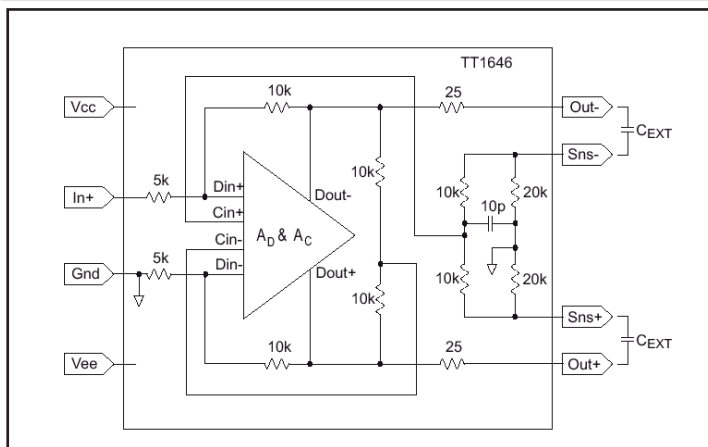 TT1646
10k
25
Vcc
Out-
C_EXT
10k
Sns-
5k
In+
Din+
Dout-
10k
20k
Cin+
10p
A_D & A_C
Cin-
5k
Din-
Gnd
Dout+
10k
10k
20k
Sns+
10k
25
C_EXT
Vee
Out+